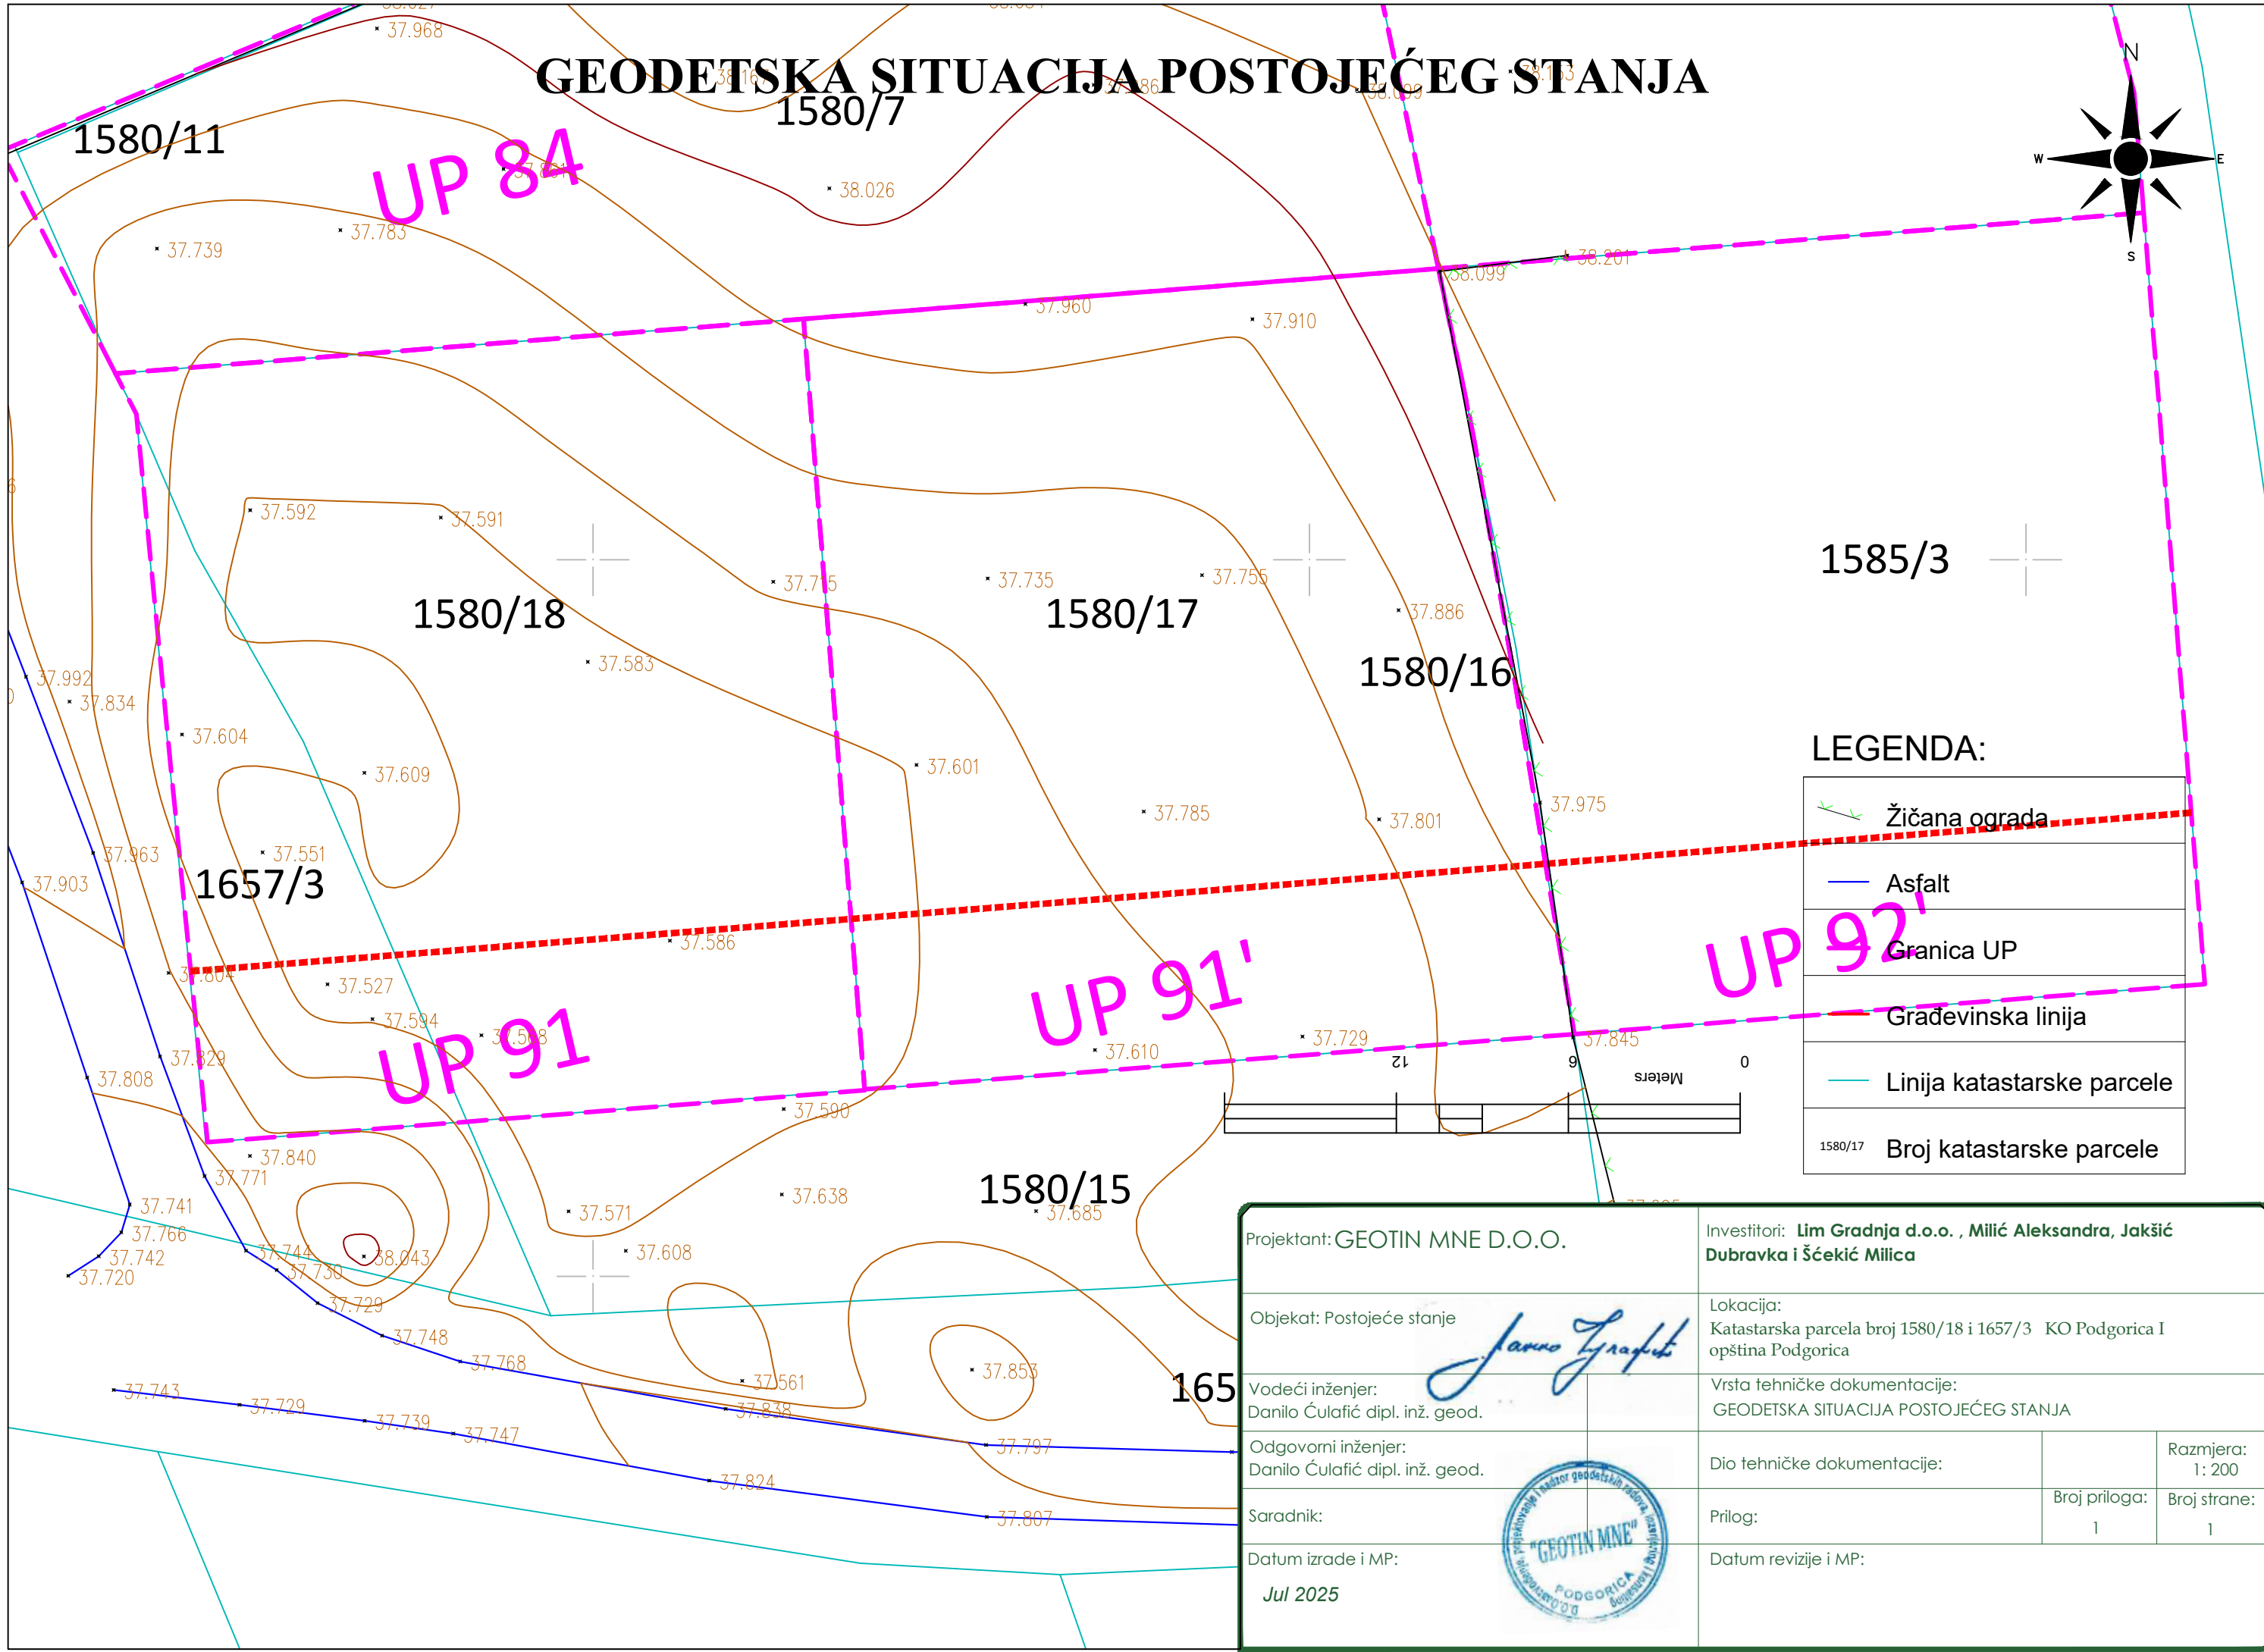 GEODETSKA SITUACIJA POSTOJEĆEG STANJA
37.968
38.026
1580/11
1580/7
UP 84
37.739
37.783
38.099
38.201
37.960
37.910
N
W
E
S
37.592
37.591
37.735
37.755
37.886
1580/18
1580/17
1580/16
1585/3
37.583
37.992
37.834
37.604
37.609
37.601
37.785
37.801
37.975
37.963
37.551
37.903
1657/3
37.586
37.804
37.527
37.594
UP 91
UP 91'
UP 92'
37.610
37.729
37.845
37.829
37.808
12
6
0
Meters
37.590
37.840
37.771
37.741
37.766
37.742
37.720
37.744
37.730
38.043
37.571
37.608
37.638
1580/15
37.685
37.729
37.748
37.768
37.561
37.853
165
37.838
37.743
37.729
37.739
37.747
37.797
37.824
37.807
LEGENDA:
Žičana ograda
Asfalt
Granica UP
Građevinska linija
Linija katastarske parcele
1580/17 Broj katastarske parcele
Projektant: GEOTIN MNE D.O.O.
Investitori: Lim Gradnja d.o.o. , Milić Aleksandra, Jakšić
Dubravka i Šćekić Milica
Objekat: Postojeće stanje
Lokacija:
Katastarska parcela broj 1580/18 i 1657/3 KO Podgorica I
opština Podgorica
Vodeći inženjer:
Danilo Ćulafić dipl. inž. geod.
Vrsta tehničke dokumentacije:
GEODETSKA SITUACIJA POSTOJEĆEG STANJA
Odgovorni inženjer:
Danilo Ćulafić dipl. inž. geod.
Dio tehničke dokumentacije:
Razmjera:
1: 200
Saradnik:
Prilog:
Broj priloga:
1
Broj strane:
1
Datum izrade i MP:
Jul 2025
Datum revizije i MP:
"GEOTIN MNE"
PODGORICA